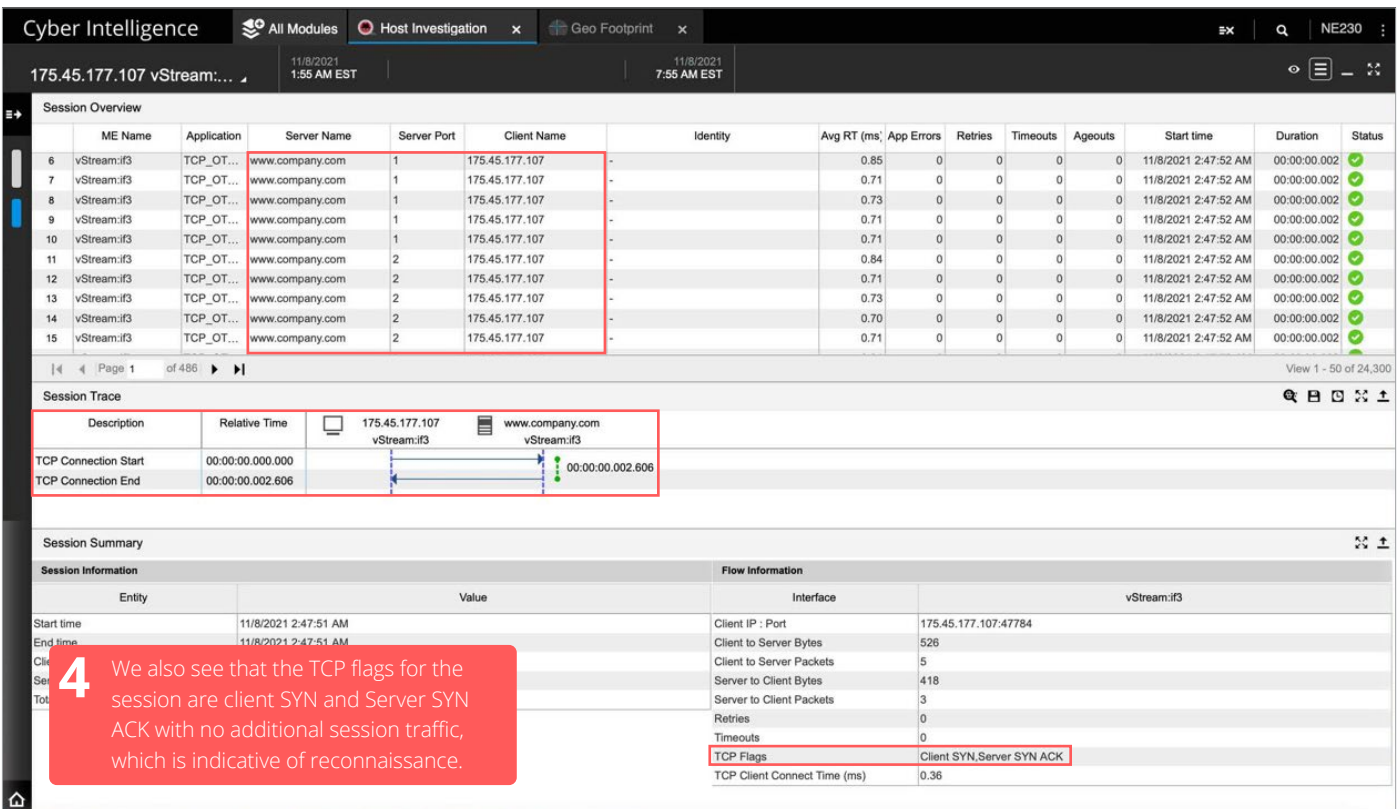 Cyber Intelligence All Modules Host Investigation x Geo Footprint x NE230
175.45.177.107 vStream:... 11/8/2021 1:55 AM EST 11/8/2021 7:55 AM EST
Session Overview
ME Name Application Server Name Server Port Client Name Identity Avg RT (ms) App Errors Retries Timeouts Ageouts Start time Duration Status
6 vStream:if3 TCP_OT... www.company.com 1 175.45.177.107 - 0.85 0 0 0 0 11/8/2021 2:47:52 AM 00:00:00.002
7 vStream:if3 TCP_OT... www.company.com 1 175.45.177.107 - 0.71 0 0 0 0 11/8/2021 2:47:52 AM 00:00:00.002
8 vStream:if3 TCP_OT... www.company.com 1 175.45.177.107 - 0.73 0 0 0 0 11/8/2021 2:47:52 AM 00:00:00.002
9 vStream:if3 TCP_OT... www.company.com 1 175.45.177.107 - 0.71 0 0 0 0 11/8/2021 2:47:52 AM 00:00:00.002
10 vStream:if3 TCP_OT... www.company.com 1 175.45.177.107 - 0.71 0 0 0 0 11/8/2021 2:47:52 AM 00:00:00.002
11 vStream:if3 TCP_OT... www.company.com 2 175.45.177.107 - 0.84 0 0 0 0 11/8/2021 2:47:52 AM 00:00:00.002
12 vStream:if3 TCP_OT... www.company.com 2 175.45.177.107 - 0.71 0 0 0 0 11/8/2021 2:47:52 AM 00:00:00.002
13 vStream:if3 TCP_OT... www.company.com 2 175.45.177.107 - 0.73 0 0 0 0 11/8/2021 2:47:52 AM 00:00:00.002
14 vStream:if3 TCP_OT... www.company.com 2 175.45.177.107 - 0.70 0 0 0 0 11/8/2021 2:47:52 AM 00:00:00.002
15 vStream:if3 TCP_OT... www.company.com 2 175.45.177.107 - 0.71 0 0 0 0 11/8/2021 2:47:52 AM 00:00:00.002
Page 1 of 486 View 1 - 50 of 24,300
Session Trace
Description Relative Time 175.45.177.107 www.company.com
vStream:if3 vStream:if3
TCP Connection Start 00:00:00.000.000
00:00:00.002.606
TCP Connection End 00:00:00.002.606
Session Summary
Session Information Flow Information
Entity Value Interface vStream:if3
Start time 11/8/2021 2:47:51 AM Client IP : Port 175.45.177.107:47784
End time 11/8/2021 2:47:51 AM Client to Server Bytes 526
Client to Server Packets 5
Server to Client Bytes 418
Server to Client Packets 3
Retries 0
Timeouts 0
TCP Flags Client SYN,Server SYN ACK
TCP Client Connect Time (ms) 0.36
4 We also see that the TCP flags for the
session are client SYN and Server SYN
ACK with no additional session traffic,
which is indicative of reconnaissance.